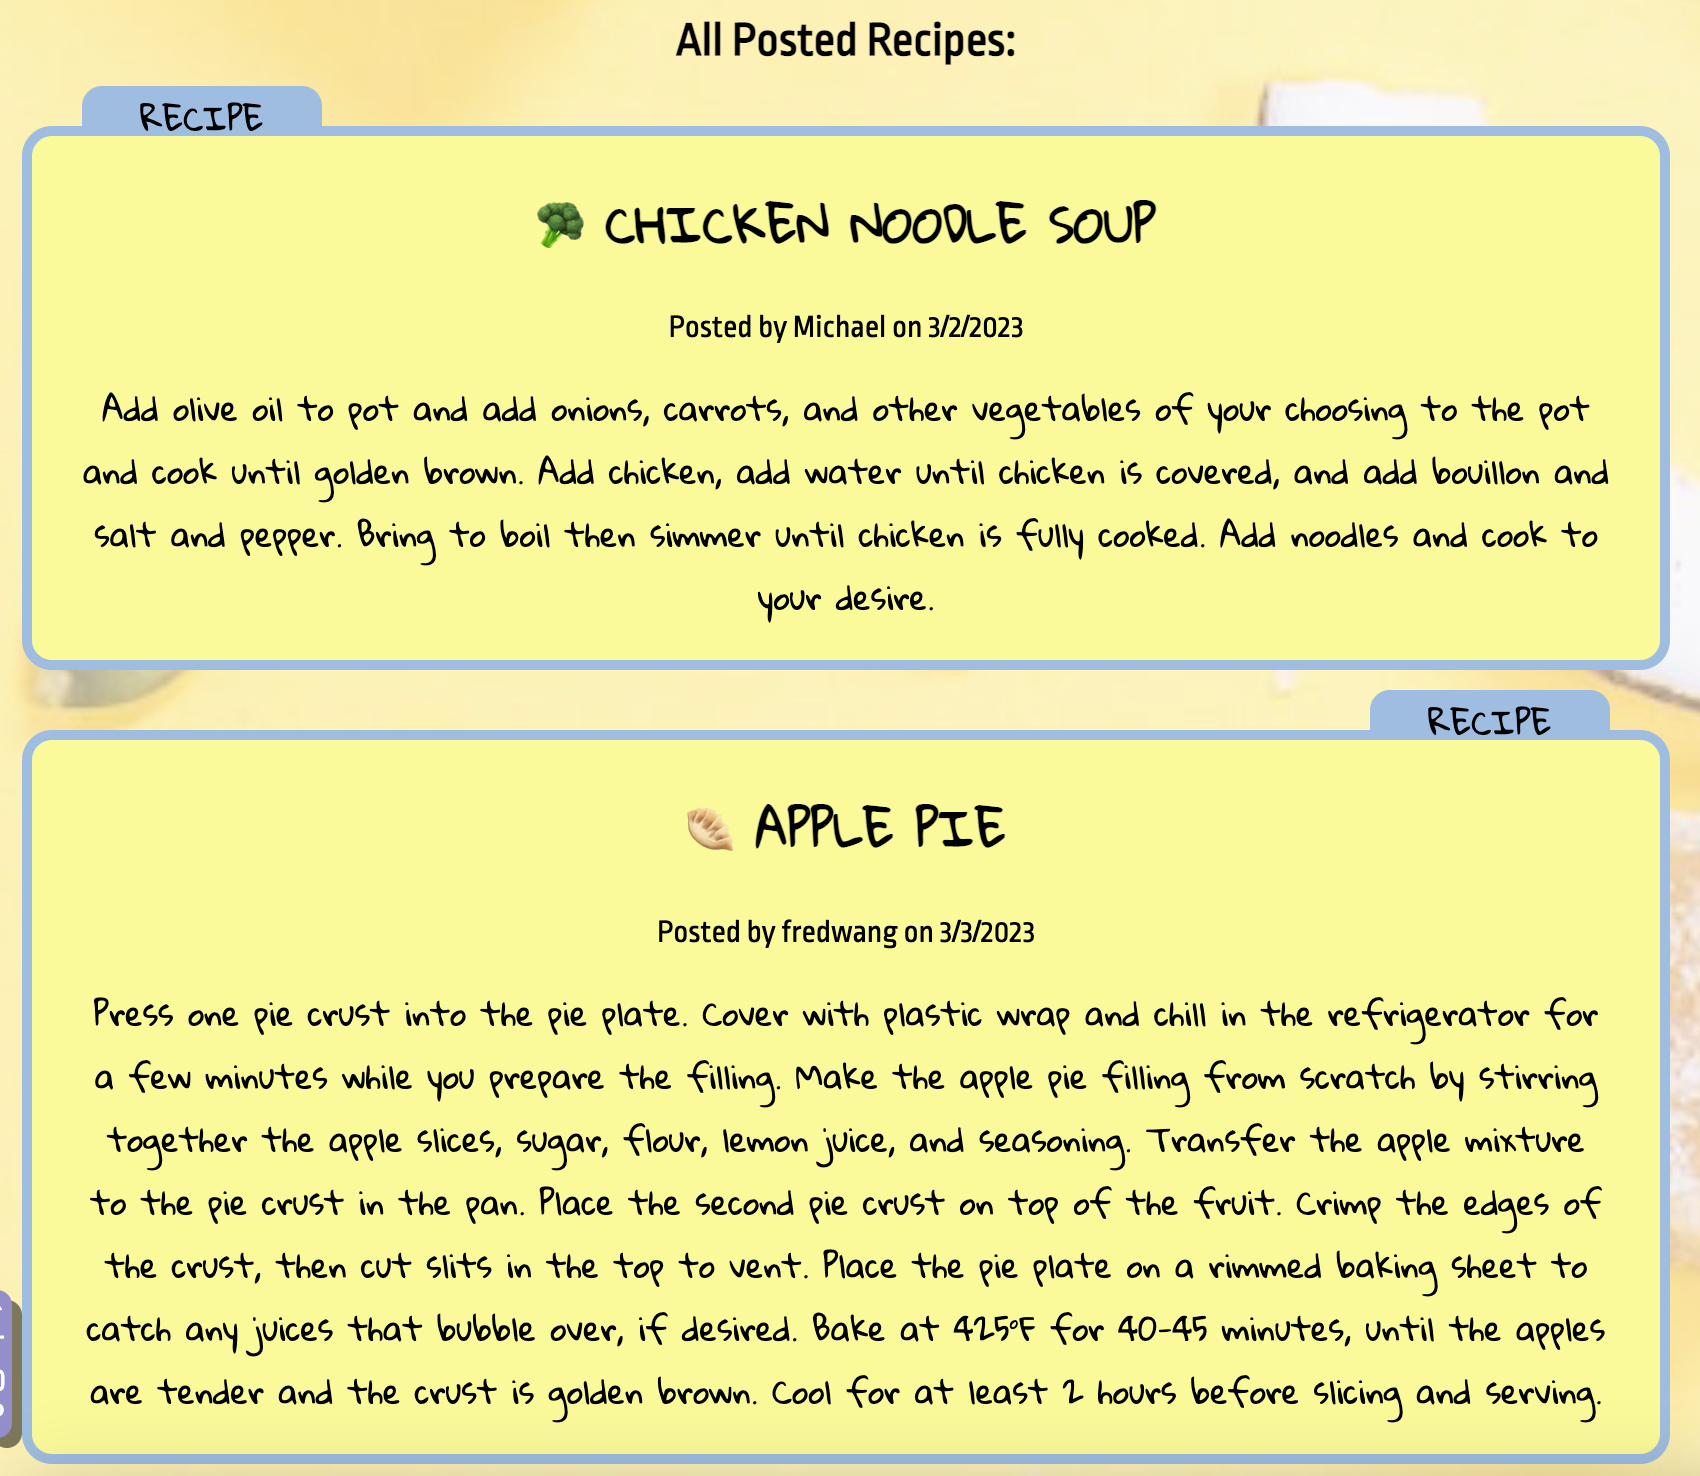 All Posted Recipes:
RECIPE
🥦 CHICKEN NOODLE SOUP
Posted by Michael on 3/2/2023
Add olive oil to pot and add onions, carrots, and other vegetables of your choosing to the pot
and cook until golden brown. Add chicken, add water until chicken is covered, and add bouillon and
salt and pepper. Bring to boil then simmer until chicken is fully cooked. Add noodles and cook to
your desire.
RECIPE
🥟 APPLE PIE
Posted by fredwang on 3/3/2023
Press one pie crust into the pie plate. Cover with plastic wrap and chill in the refrigerator for
a few minutes while you prepare the filling. Make the apple pie filling from scratch by stirring
together the apple slices, sugar, flour, lemon juice, and seasoning. Transfer the apple mixture
to the pie crust in the pan. Place the second pie crust on top of the fruit. Crimp the edges of
the crust, then cut slits in the top to vent. Place the pie plate on a rimmed baking sheet to
catch any juices that bubble over, if desired. Bake at 425°F for 40-45 minutes, until the apples
are tender and the crust is golden brown. Cool for at least 2 hours before slicing and serving.